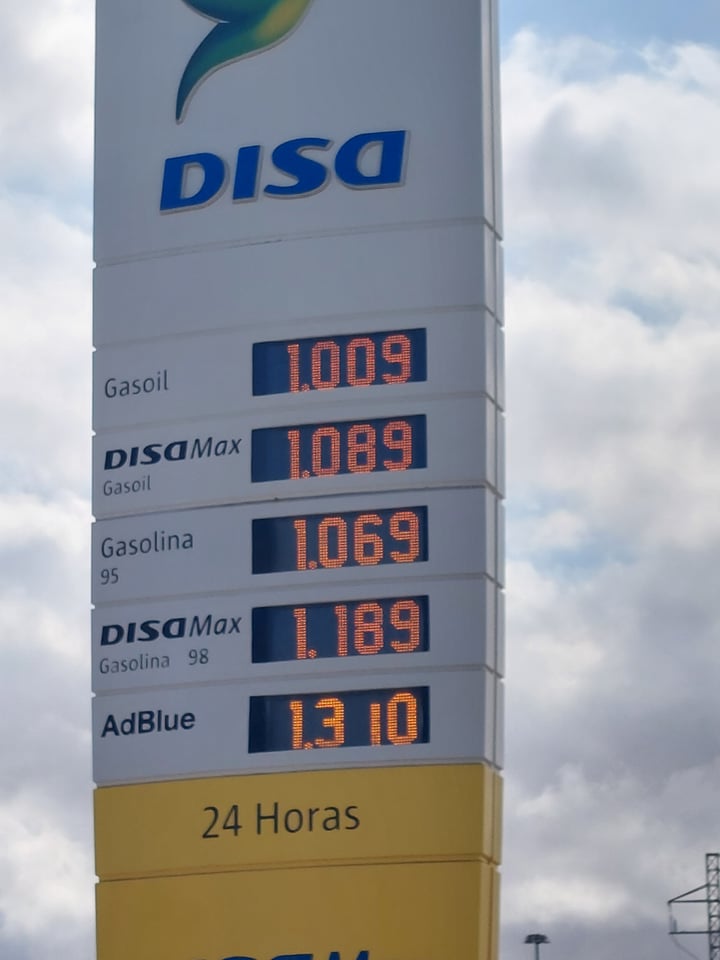 DISA
Gasoil 1.009
DISA Max 1.089
Gasoil
Gasolina 1.069
95
DISA Max 1.189
Gasolina 98
AdBlue 1.310
24 Horas